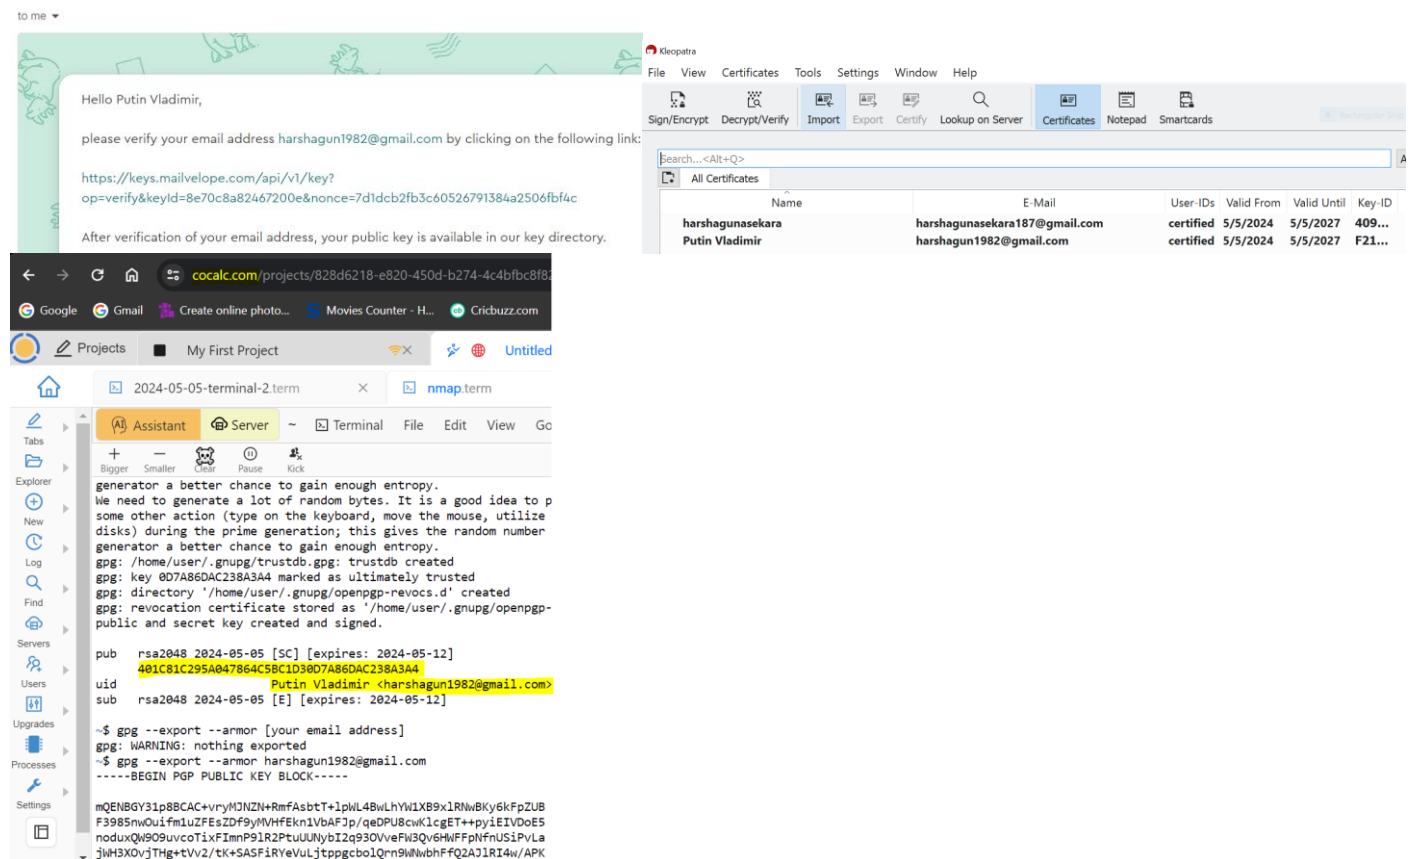 to me
Hello Putin Vladimir,
please verify your email address harshagun1982@gmail.com by clicking on the following link:
https://keys.mailvelope.com/api/v1/key?
op=verify&keyId=8e70c8a82467200e&nonce=7d1dcb2fb3c60526791384a2506fbf4c
After verification of your email address, your public key is available in our key directory.
Kleopatra
File View Certificates Tools Settings Window Help
Sign/Encrypt Decrypt/Verify Import Export Certify Lookup on Server Certificates Notepad Smartcards
Search...<Alt+Q>
All Certificates
Name E-Mail User-IDs Valid From Valid Until Key-ID
harshagunasekara harshagunasekara187@gmail.com certified 5/5/2024 5/5/2027 409...
Putin Vladimir harshagun1982@gmail.com certified 5/5/2024 5/5/2027 F21...
cocalc.com/projects/828d6218-e820-450d-b274-4c4bfbc8f82
Google Gmail Create online photo... Movies Counter - H... Cricbuzz.com
Projects My First Project Untitled
2024-05-05-terminal-2.term nmap.term
Assistant Server ~ Terminal File Edit View Go
Bigger Smaller Clear Pause Kick
Tabs
Explorer
New
Log
Find
Servers
Users
Upgrades
Processes
Settings
generator a better chance to gain enough entropy.
We need to generate a lot of random bytes. It is a good idea to p
some other action (type on the keyboard, move the mouse, utilize
disks) during the prime generation; this gives the random number
generator a better chance to gain enough entropy.
gpg: /home/user/.gnupg/trustdb.gpg: trustdb created
gpg: key 0D7A86DAC238A3A4 marked as ultimately trusted
gpg: directory '/home/user/.gnupg/openpgp-revocs.d' created
gpg: revocation certificate stored as '/home/user/.gnupg/openpgp-
public and secret key created and signed.
pub rsa2048 2024-05-05 [SC] [expires: 2024-05-12]
401C81C295A047864C5BC1D30D7A86DAC238A3A4
uid Putin Vladimir <harshagun1982@gmail.com>
sub rsa2048 2024-05-05 [E] [expires: 2024-05-12]
~$ gpg --export --armor [your email address]
gpg: WARNING: nothing exported
~$ gpg --export --armor harshagun1982@gmail.com
-----BEGIN PGP PUBLIC KEY BLOCK-----
mQENBGY31p8BCAC+vryMJNZN+RmfAsbtT+lpWL4BwLhYW1XB9xlRNwBKy6kFpZUB
F3985nwOuifm1uZFEsZDf9yMVHfEkn1VbAFJp/qeDPU8cwKlcgET++pyiEIVDoE5
noduxQW9O9uvcoTixFImnP9lR2PtuUUNybI2q93OVveFW3Qv6HWFFpNfnUSiPvLa
jWH3XOvjTHg+tVv2/tK+SASFiRYeVuLjtppgcbolQrn9WNwbhFfQ2AJlRI4w/APK